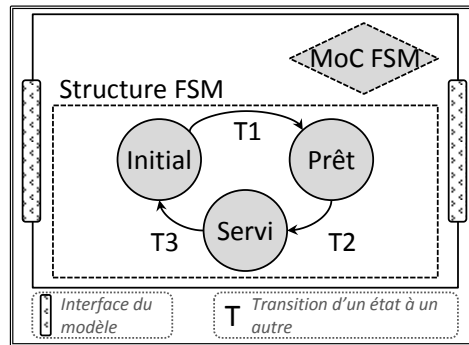 MoC FSM
Structure FSM
T1
Initial
Prêt
Servi
T3
T2
Interface du
modèle
T
Transition d'un état à un
autre